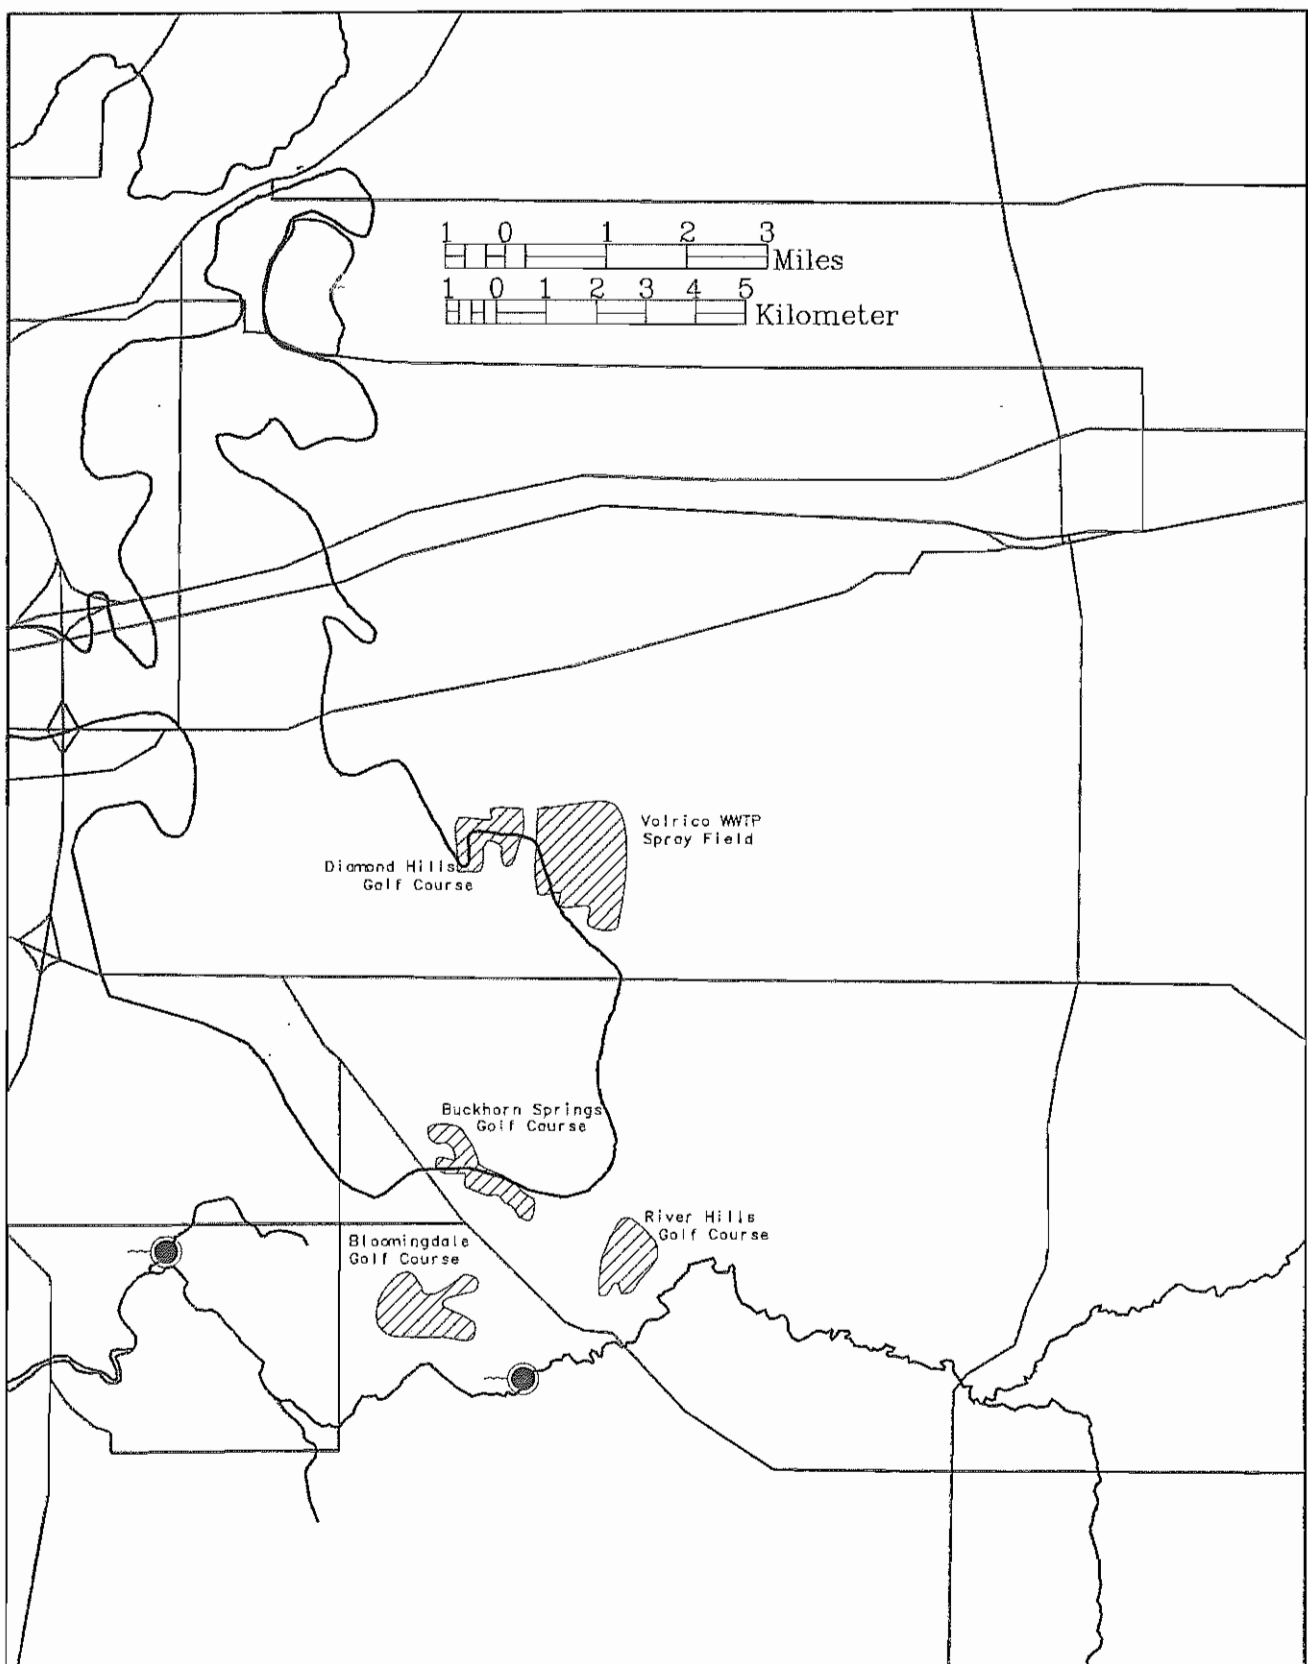 1 0 1 2 3
Miles
1 0 1 2 3 4 5
Kilometer
Valrico WWTP
Spray Field
Diamond Hills
Golf Course
Buckhorn Springs
Golf Course
River Hills
Golf Course
Bloomingdale
Golf Course